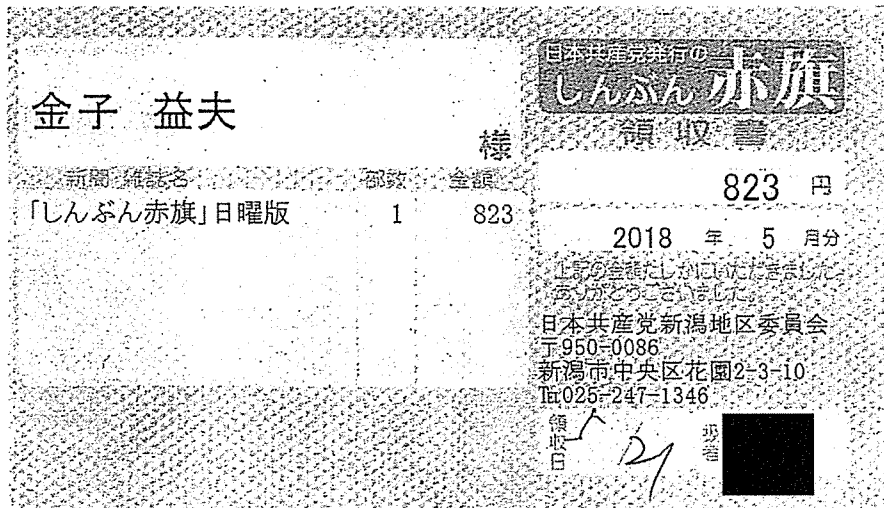 金子 益夫
様
新聞・雑誌名 部数 金額
「しんぶん赤旗」日曜版 1 823
日本共産党発行の
しんぶん 赤旗
領収書
823 円
2018 年 5 月分
上記の金額たしかにいただきました。
ありがとうございました。
日本共産党新潟地区委員会
〒950-0086
新潟市中央区花園2-3-10
℡025-247-1346
領収日
扱者